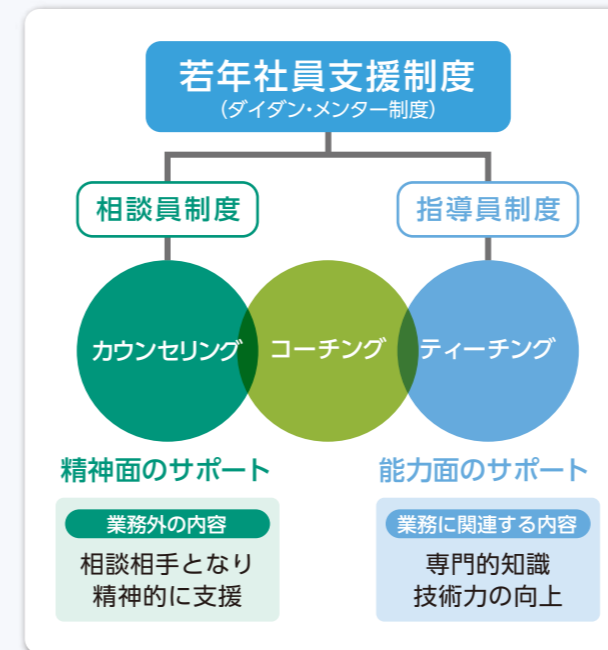 若年社員支援制度
(ダイダン・メンター制度)
相談員制度
指導員制度
カウンセリング
コーチング
ティーチング
精神面のサポート
業務外の内容
相談相手となり
精神的に支援
能力面のサポート
業務に関連する内容
専門的知識
技術力の向上